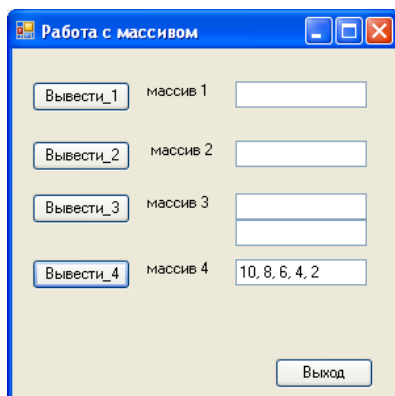 Работа с массивом
Вывести_1 массив 1
Вывести_2 массив 2
Вывести_3 массив 3
Вывести_4 массив 4 10, 8, 6, 4, 2
Выход